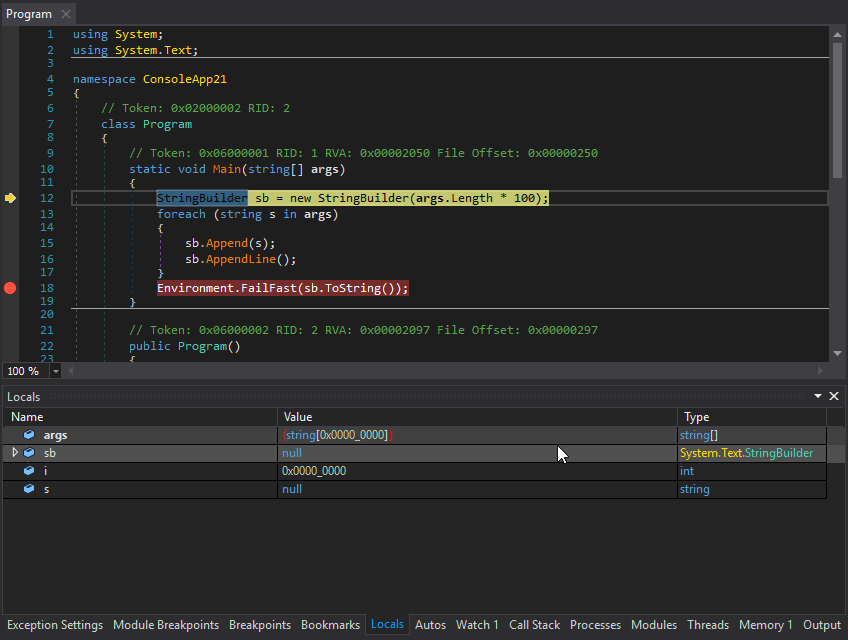 Program
1 using System;
2 using System.Text;
3
4 namespace ConsoleApp21
5 {
6 // Token: 0x02000002 RID: 2
7 class Program
8 {
9 // Token: 0x06000001 RID: 1 RVA: 0x00002050 File Offset: 0x00000250
10 static void Main(string[] args)
11 {
12 StringBuilder sb = new StringBuilder(args.Length * 100);
13 foreach (string s in args)
14 {
15 sb.Append(s);
16 sb.AppendLine();
17 }
18 Environment.FailFast(sb.ToString());
19 }
20
21 // Token: 0x06000002 RID: 2 RVA: 0x00002097 File Offset: 0x00000297
22 public Program()
23 {
100 %
Locals
Name Value Type
args {string[0x0000_0000]} string[]
sb null System.Text.StringBuilder
i 0x0000_0000 int
s null string
Exception Settings Module Breakpoints Breakpoints Bookmarks Locals Autos Watch 1 Call Stack Processes Modules Threads Memory 1 Output